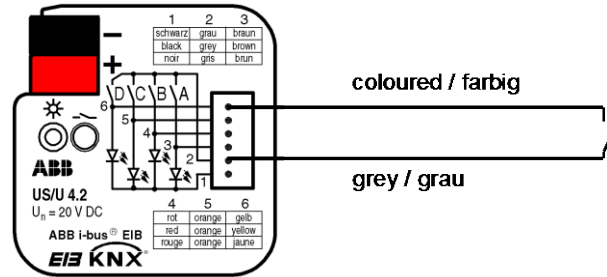 1 2 3
schwarz grau braun
black grey brown
noir gris brun
− +
D C B A
6
5
4
3
2
1
coloured / farbig
grey / grau
ABB
US/U 4.2
Uₙ = 20 V DC
ABB i-bus® EIB
EIB KNX
4 5 6
rot orange gelb
red orange yellow
rouge orange jaune